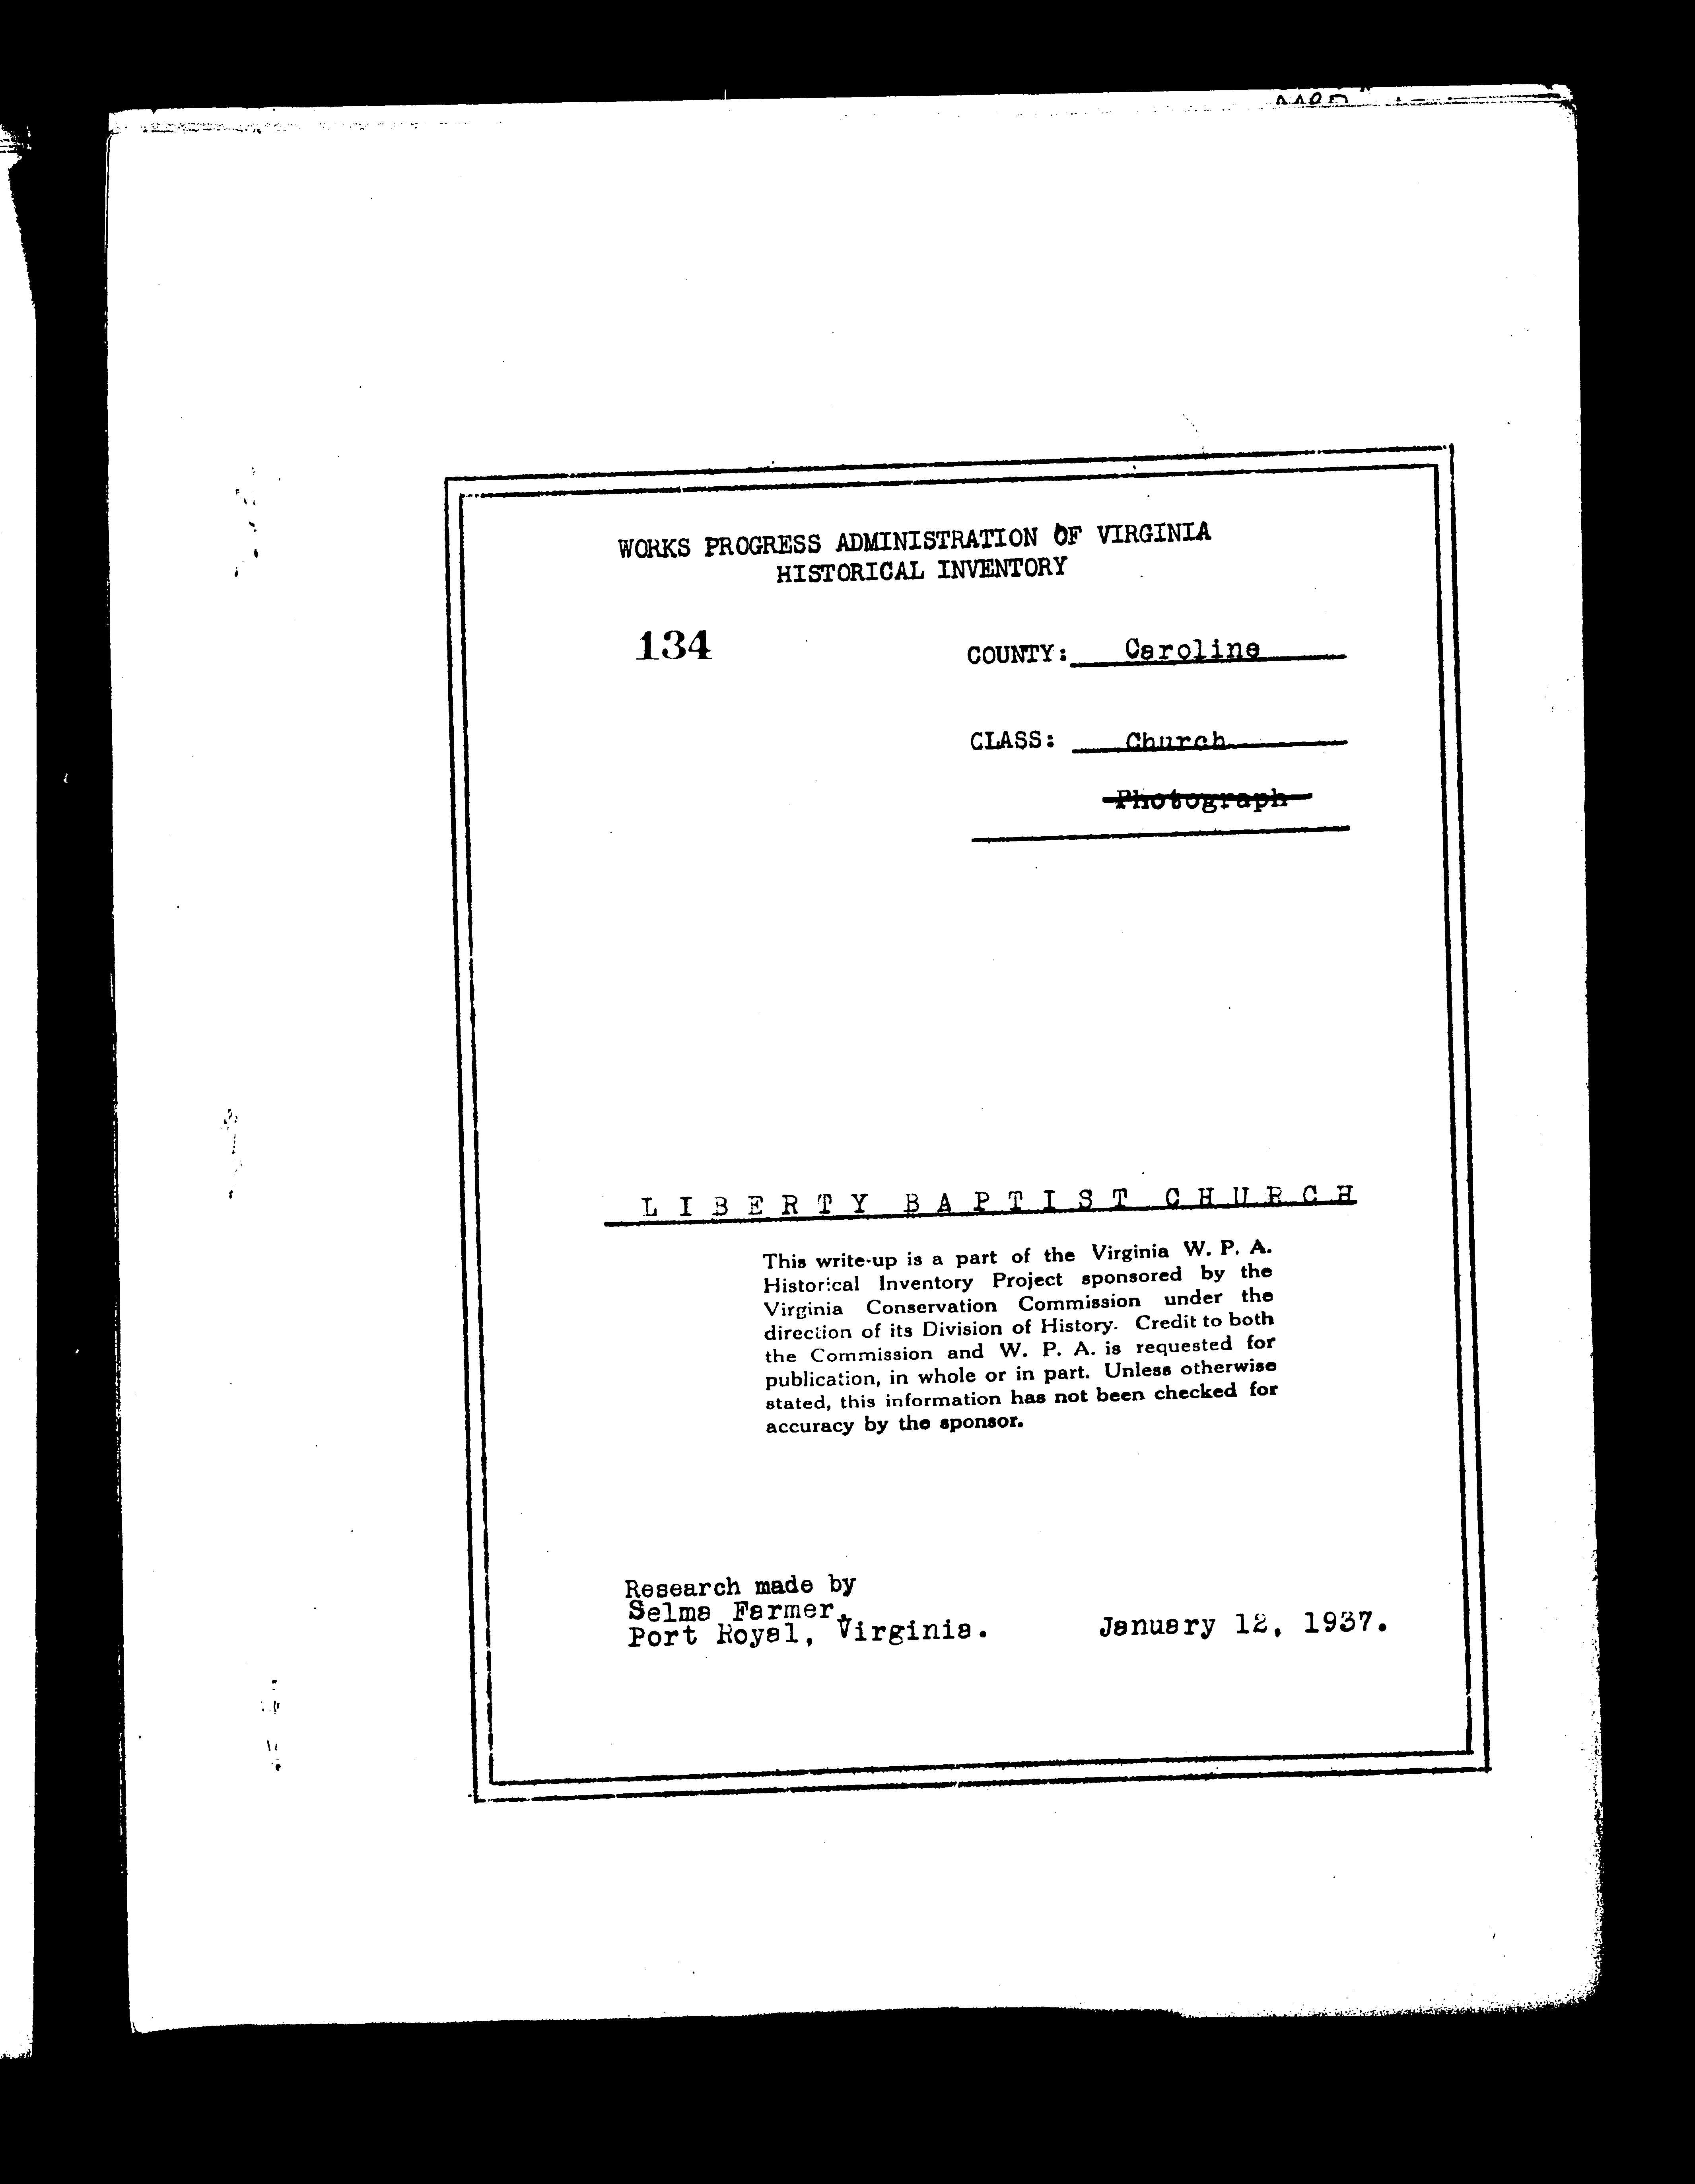 WORKS PROGRESS ADMINISTRATION OF VIRGINIA
HISTORICAL INVENTORY
134
COUNTY: Caroline
CLASS: Church
Photograph
LIBERTY BAPTIST CHURCH
This write-up is a part of the Virginia W. P. A.
Historical Inventory Project sponsored by the
Virginia Conservation Commission under the
direction of its Division of History. Credit to both
the Commission and W. P. A. is requested for
publication, in whole or in part. Unless otherwise
stated, this information has not been checked for
accuracy by the sponsor.
Research made by
Selma Farmer,
Port Royal, Virginia. January 12, 1937.